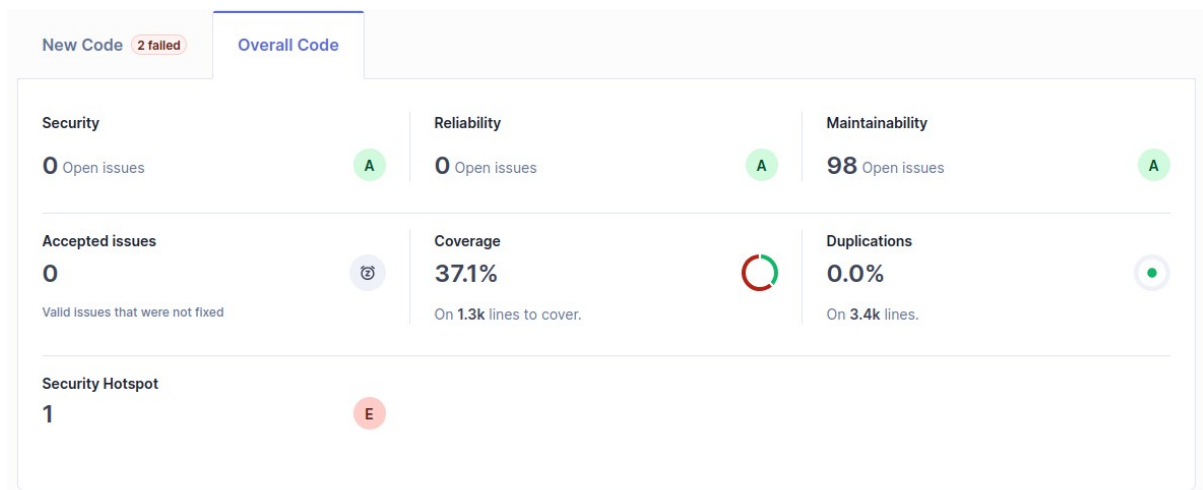 New Code 2 failed Overall Code
Security
0 Open issues A
Reliability
0 Open issues A
Maintainability
98 Open issues A
Accepted issues
0
Valid issues that were not fixed
Coverage
37.1%
On 1.3k lines to cover.
Duplications
0.0%
On 3.4k lines.
Security Hotspot
1 E